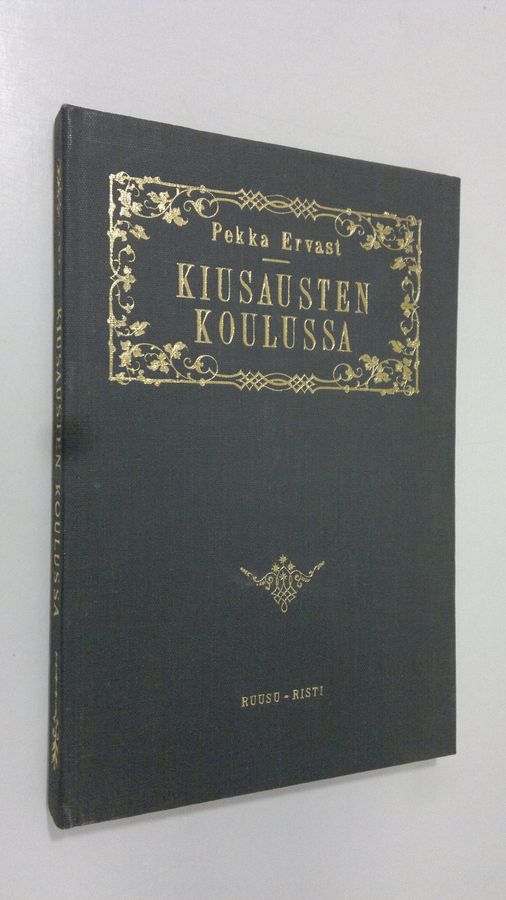 Pekka Ervast
KIUSAUSTEN
KOULUSSA
RUUSU-RISTI
KIUSAUSTEN KOULUSSA